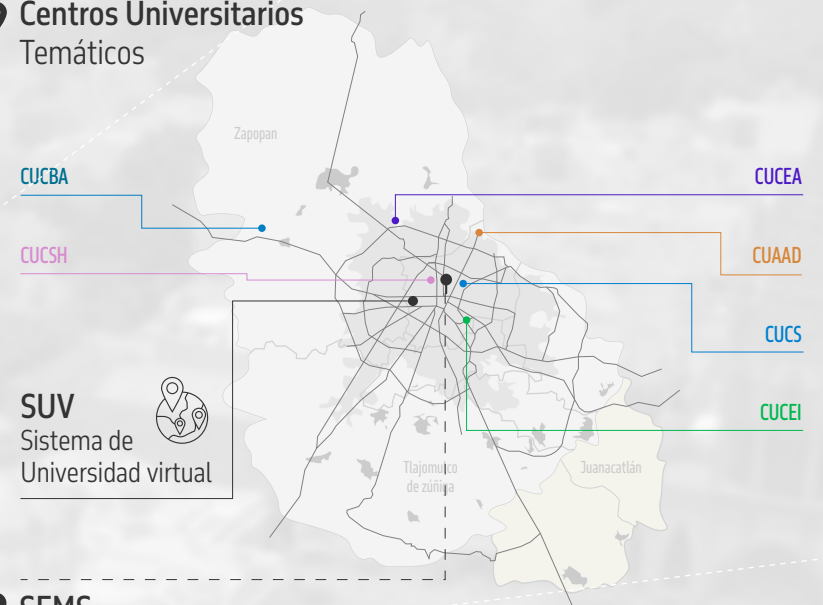 Centros Universitarios
Temáticos
Zapopan
CUCBA
CUCEA
CUCSH
CUAAD
CUCS
SUV
Sistema de
Universidad virtual
CUCEI
Tlajomulco
de zúñiga
Juanacatlán
SEMS